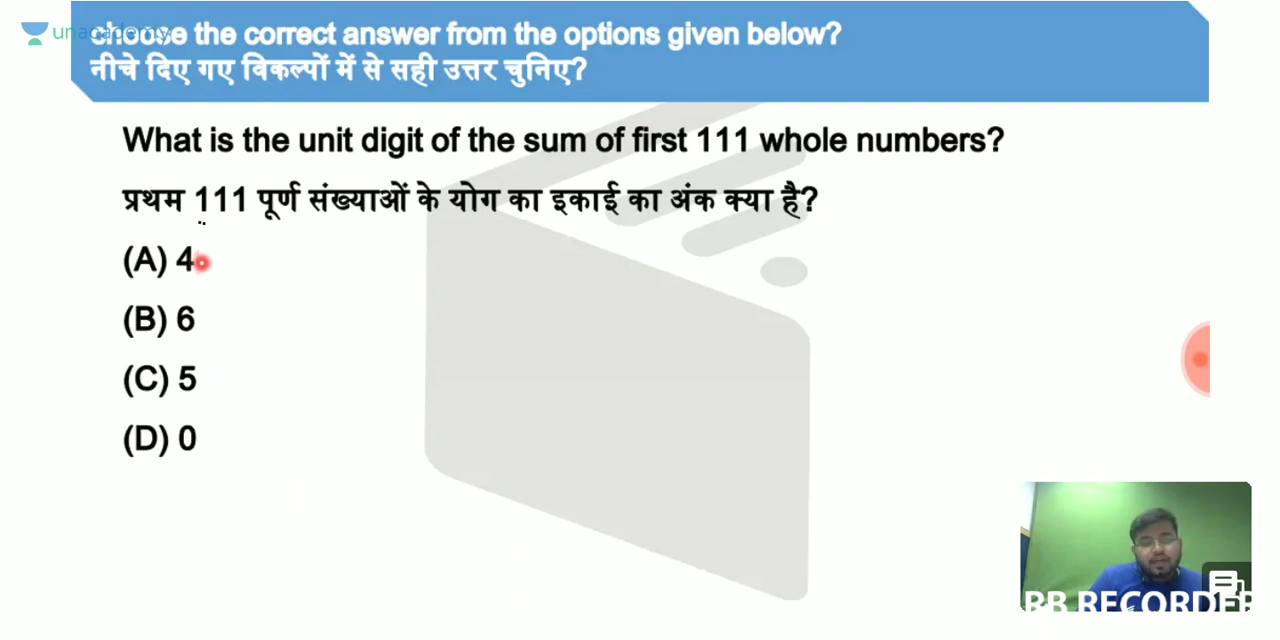 unacademy
choose the correct answer from the options given below?
नीचे दिए गए विकल्पों में से सही उत्तर चुनिए?
What is the unit digit of the sum of first 111 whole numbers?
प्रथम 111 पूर्ण संख्याओं के योग का इकाई का अंक क्या है?
(A) 4
(B) 6
(C) 5
(D) 0
RECORDER